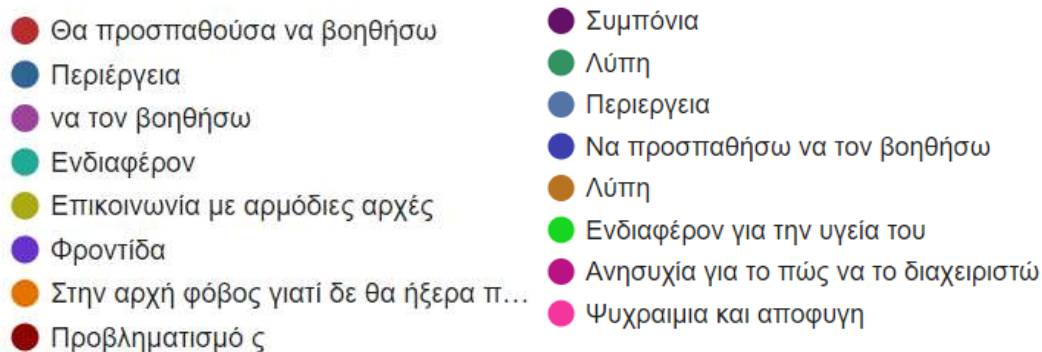 Θα προσπαθούσα να βοηθήσω
Περιέργεια
να τον βοηθήσω
Ενδιαφέρον
Επικοινωνία με αρμόδιες αρχές
Φροντίδα
Στην αρχή φόβος γιατί δε θα ήξερα π...
Προβληματισμό ς
Συμπόνια
Λύπη
Περιεργεια
Να προσπαθήσω να τον βοηθήσω
Λύπη
Ενδιαφέρον για την υγεία του
Ανησυχία για το πώς να το διαχειριστώ
Ψυχραιμια και αποφυγη